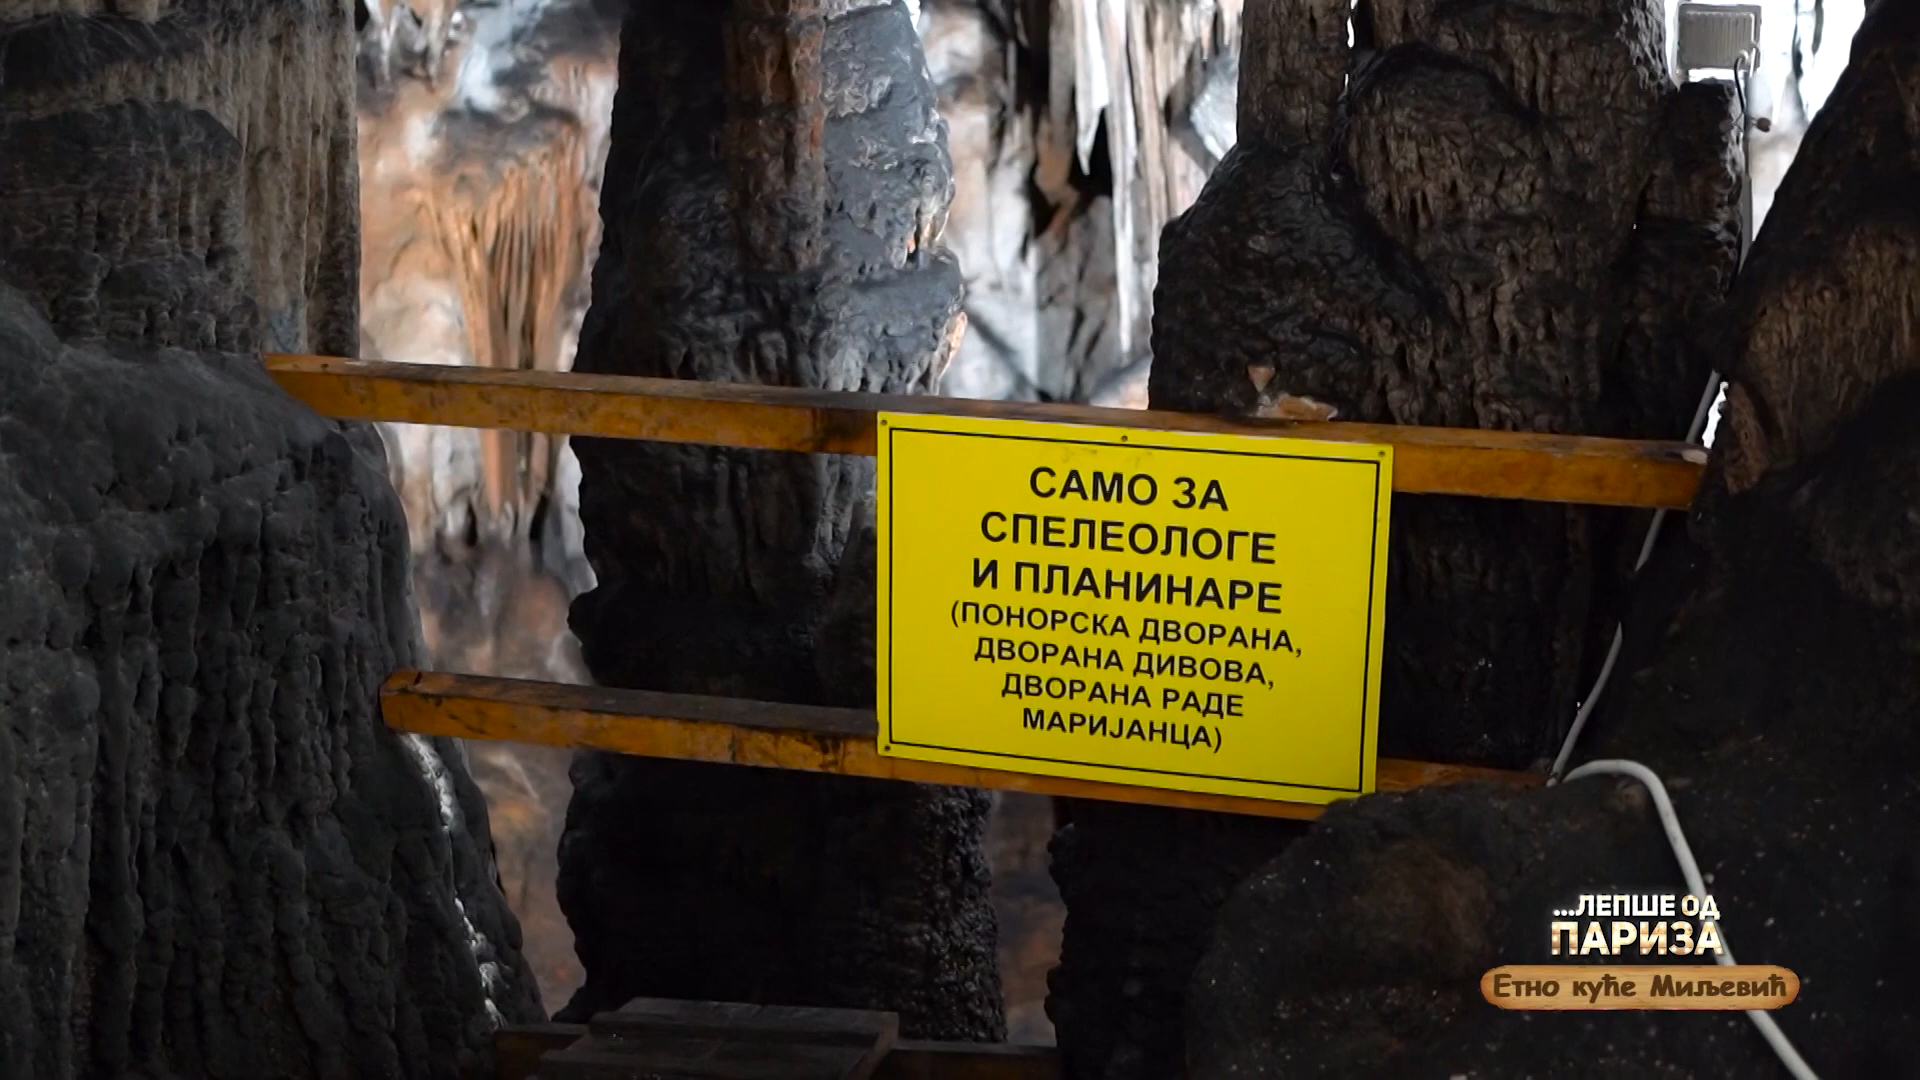 САМО ЗА
СПЕЛЕОЛОГЕ
И ПЛАНИНАРЕ
(ПОНОРСКА ДВОРАНА,
ДВОРАНА ДИВОВА,
ДВОРАНА РАДЕ
МАРИЈАНЦА)
...ЛЕПШЕ ОД
ПАРИЗА
Етно куће Миљевић